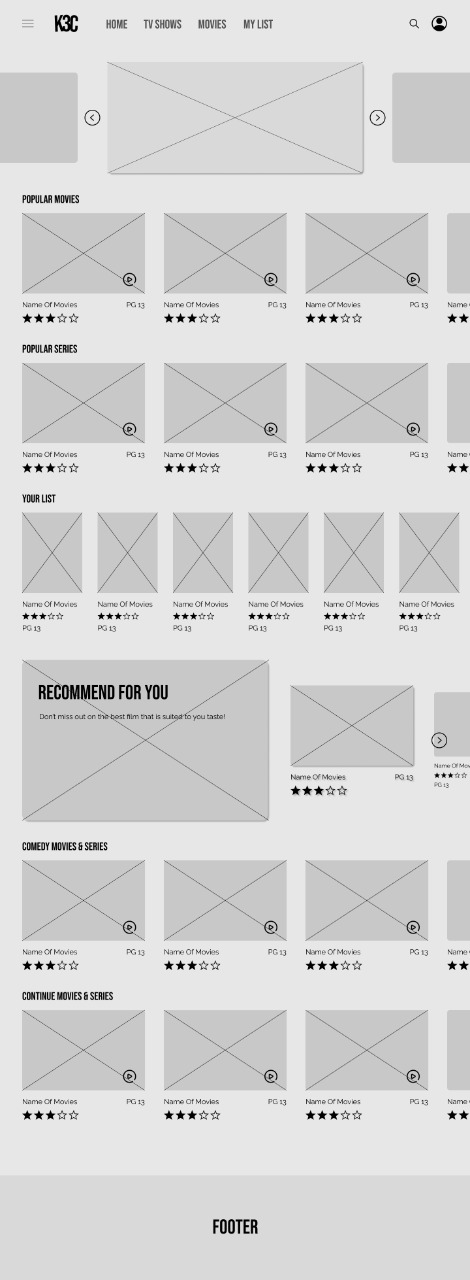 K3C HOME TV SHOWS MOVIES MY LIST
POPULAR MOVIES
Name Of Movies PG 13 Name Of Movies PG 13 Name Of Movies PG 13 Name C
POPULAR SERIES
Name Of Movies PG 13 Name Of Movies PG 13 Name Of Movies PG 13 Name C
YOUR LIST
Name Of Movies Name Of Movies Name Of Movies Name Of Movies Name Of Movies Name Of Movies
PG 13 PG 13 PG 13 PG 13 PG 13 PG 13
RECOMMEND FOR YOU
Don't miss out on the best film that is suited to you taste!
Name Of Movies PG 13
Name Of Mov
PG 13
COMEDY MOVIES & SERIES
Name Of Movies PG 13 Name Of Movies PG 13 Name Of Movies PG 13 Name C
CONTINUE MOVIES & SERIES
Name Of Movies PG 13 Name Of Movies PG 13 Name Of Movies PG 13 Name C
FOOTER